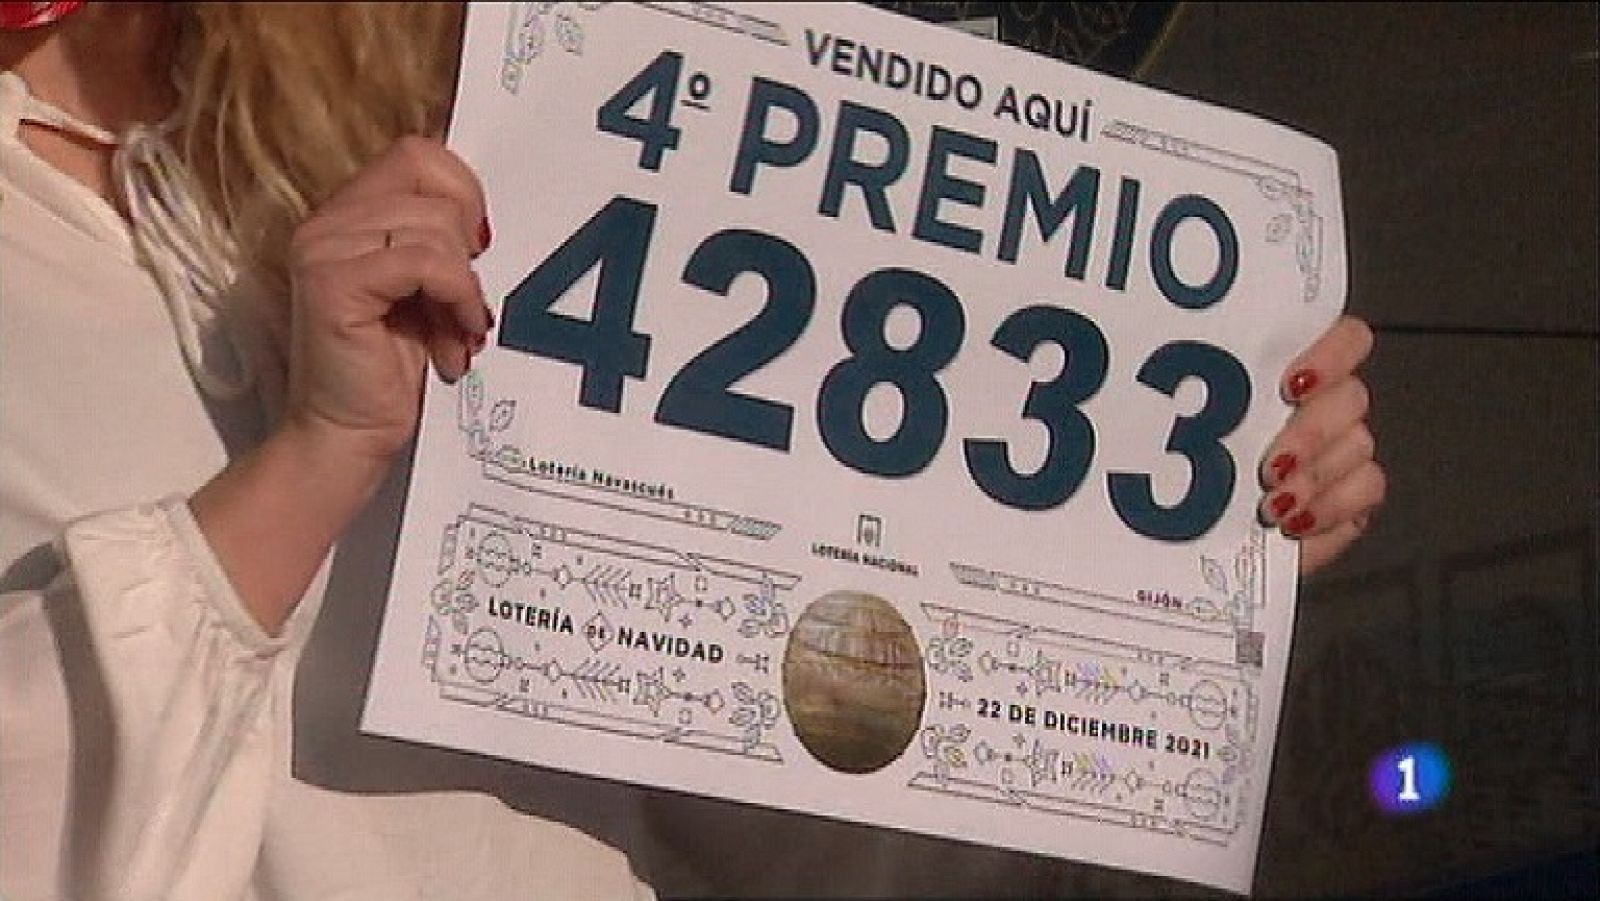 VENDIDO AQUÍ
4º PREMIO
42833
Lotería Navascués
LOTERÍA NACIONAL
GIJÓN
LOTERÍA DE NAVIDAD
22 DE DICIEMBRE 2021
1